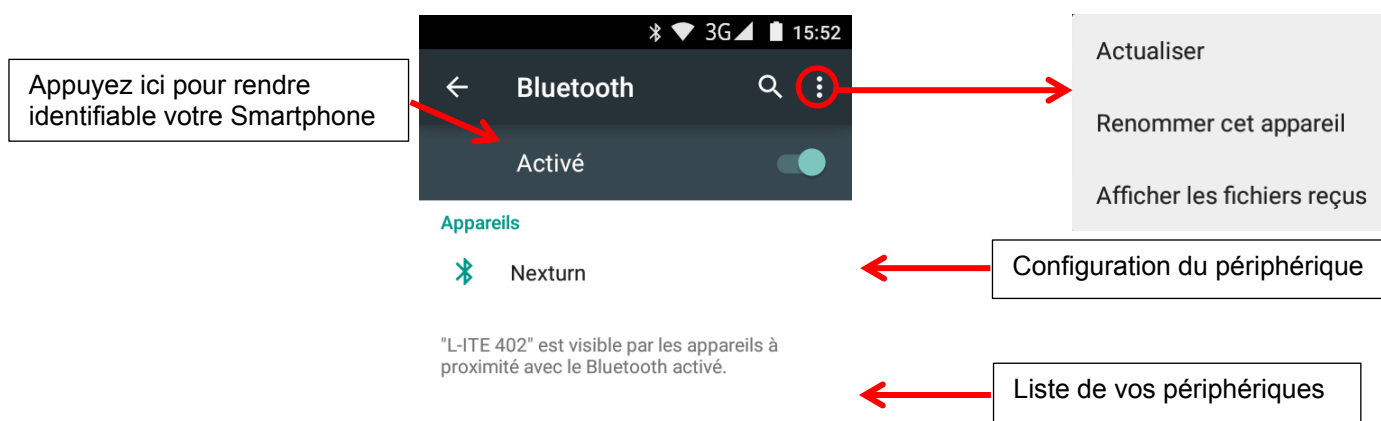 3G 15:52
Appuyez ici pour rendre
identifiable votre Smartphone
Bluetooth
Activé
Appareils
Nexturn
"L-ITE 402" est visible par les appareils à
proximité avec le Bluetooth activé.
Actualiser
Renommer cet appareil
Afficher les fichiers reçus
Configuration du périphérique
Liste de vos périphériques